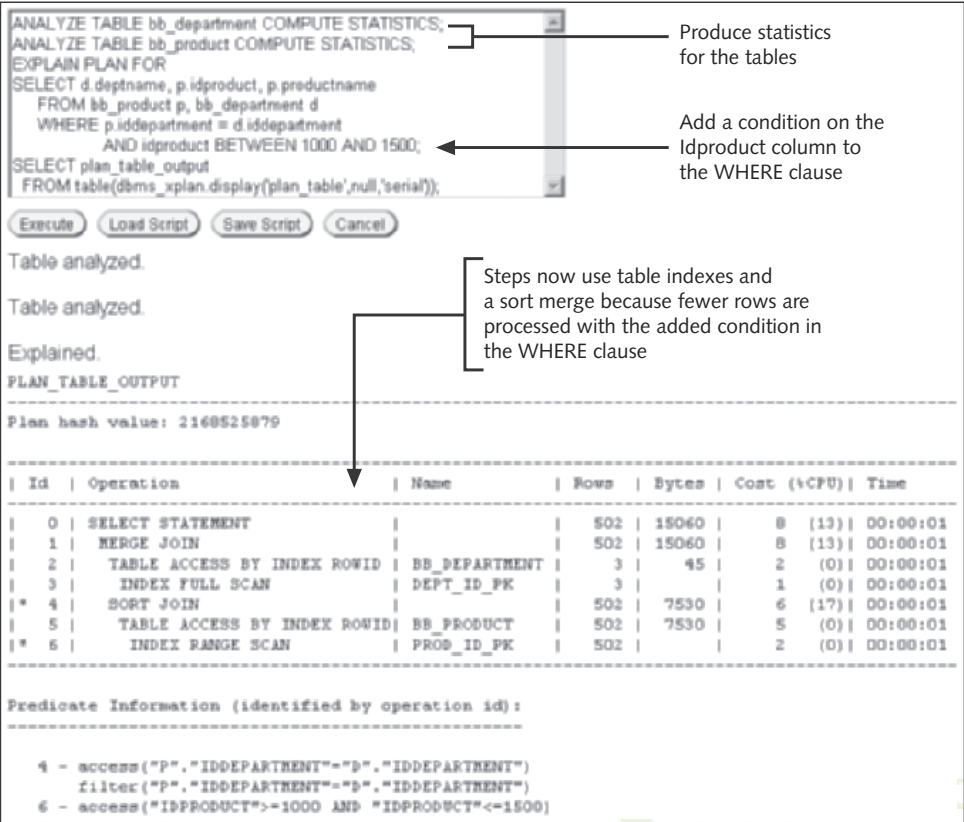 ANALYZE TABLE bb_department COMPUTE STATISTICS;
ANALYZE TABLE bb_product COMPUTE STATISTICS;
EXPLAIN PLAN FOR
SELECT d.deptname, p.idproduct, p.productname
FROM bb_product p, bb_department d
WHERE p.iddepartment = d.iddepartment
AND idproduct BETWEEN 1000 AND 1500;
SELECT plan_table_output
FROM table(dbms_xplan.display('plan_table',null,'serial'));
Produce statistics
for the tables
Add a condition on the
Idproduct column to
the WHERE clause
Execute Load Script Save Script Cancel
Table analyzed.
Table analyzed.
Explained.
Steps now use table indexes and
a sort merge because fewer rows are
processed with the added condition in
the WHERE clause
PLAN_TABLE_OUTPUT
Plan hash value: 2168525879
| Id | Operation | Name | Rows | Bytes | Cost (%CPU)| Time
| 0 | SELECT STATEMENT | | 502 | 15060 | 8 (13)| 00:00:01
| 1 | MERGE JOIN | | 502 | 15060 | 8 (13)| 00:00:01
| 2 | TABLE ACCESS BY INDEX ROWID | BB_DEPARTMENT | 3 | 45 | 2 (0)| 00:00:01
| 3 | INDEX FULL SCAN | DEPT_ID_PK | 3 | | 1 (0)| 00:00:01
|* 4 | SORT JOIN | | 502 | 7530 | 6 (17)| 00:00:01
| 5 | TABLE ACCESS BY INDEX ROWID| BB_PRODUCT | 502 | 7530 | 5 (0)| 00:00:01
|* 6 | INDEX RANGE SCAN | PROD_ID_PK | 502 | | 2 (0)| 00:00:01
Predicate Information (identified by operation id):
4 - access("P"."IDDEPARTMENT"="D"."IDDEPARTMENT")
filter("P"."IDDEPARTMENT"="D"."IDDEPARTMENT")
6 - access("IDPRODUCT">=1000 AND "IDPRODUCT"<=1500)